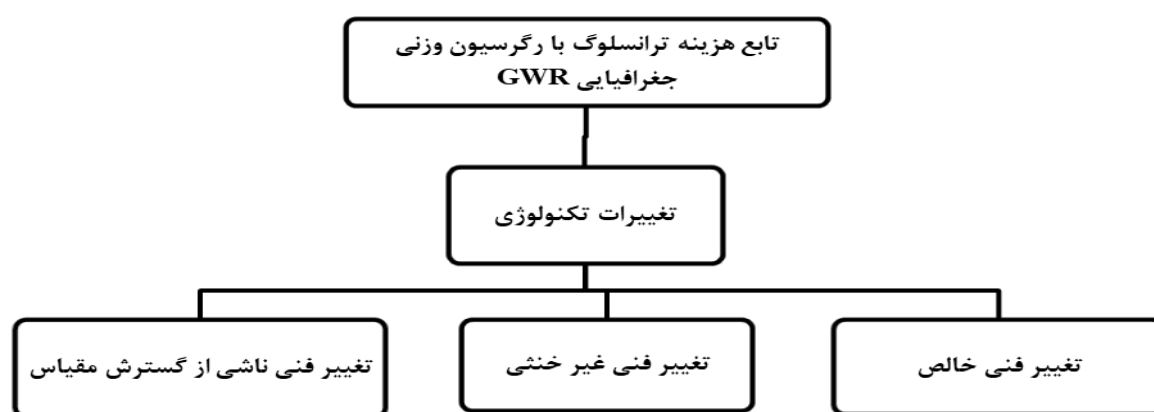 تابع هزینه ترانسلوگ با رگرسیون وزنی
جغرافیایی GWR
تغییرات تکنولوژی
تغییر فنی خالص
تغییر فنی غیر خنثی
تغییر فنی ناشی از گسترش مقیاس